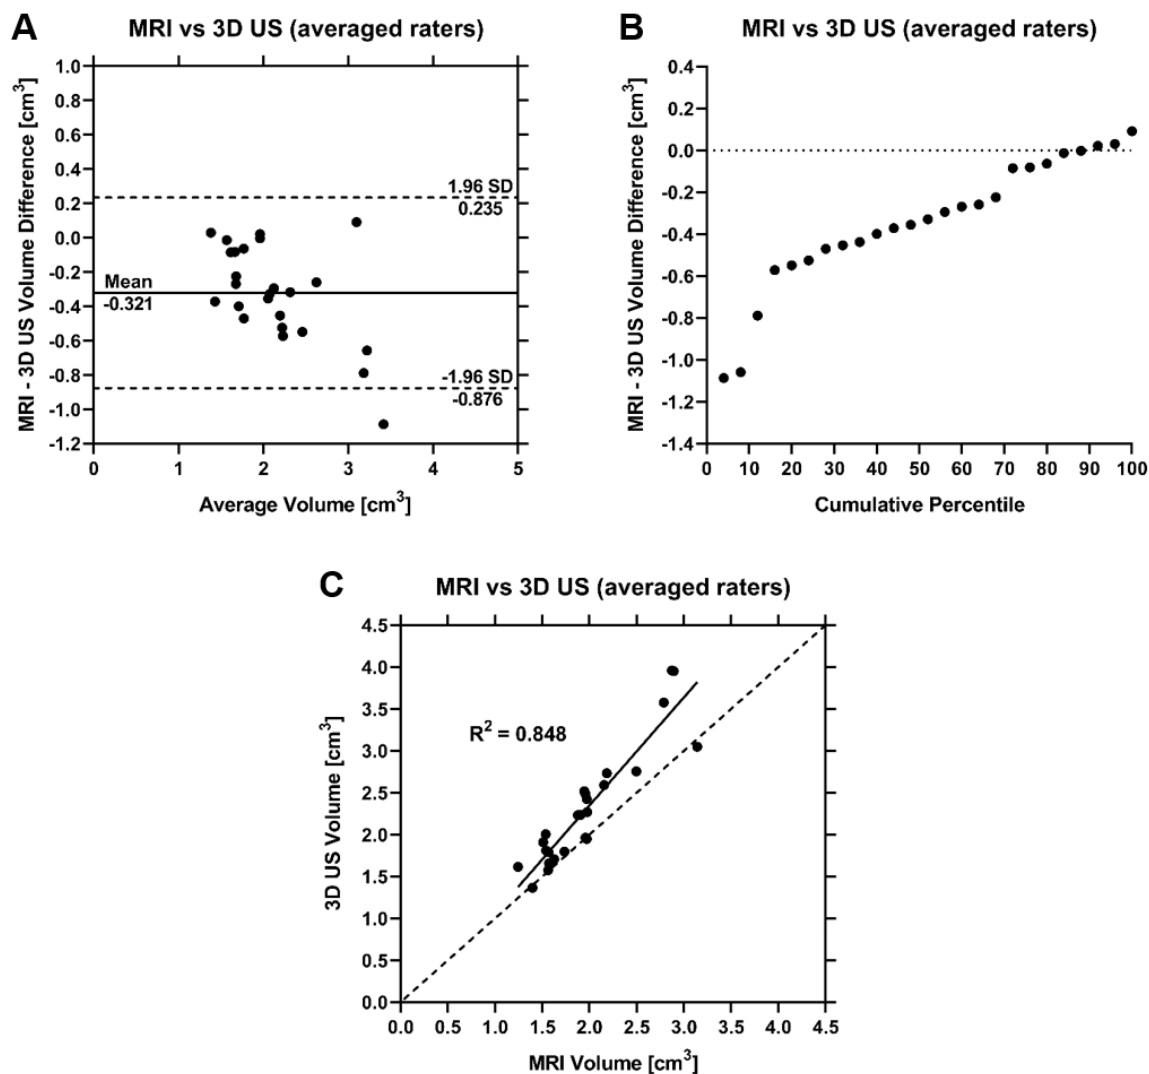 A
MRI vs 3D US (averaged raters)
MRI - 3D US Volume Difference [cm³]
1.0
0.8
0.6
0.4
0.2
0.0
-0.2
-0.4
-0.6
-0.8
-1.0
-1.2
1.96 SD
0.235
Mean
-0.321
-1.96 SD
-0.876
0 1 2 3 4 5
Average Volume [cm³]
B
MRI vs 3D US (averaged raters)
MRI - 3D US Volume Difference [cm³]
0.4
0.2
0.0
-0.2
-0.4
-0.6
-0.8
-1.0
-1.2
-1.4
0 10 20 30 40 50 60 70 80 90 100
Cumulative Percentile
C
MRI vs 3D US (averaged raters)
3D US Volume [cm³]
4.5
4.0
3.5
3.0
2.5
2.0
1.5
1.0
0.5
0.0
R² = 0.848
0.0 0.5 1.0 1.5 2.0 2.5 3.0 3.5 4.0 4.5
MRI Volume [cm³]